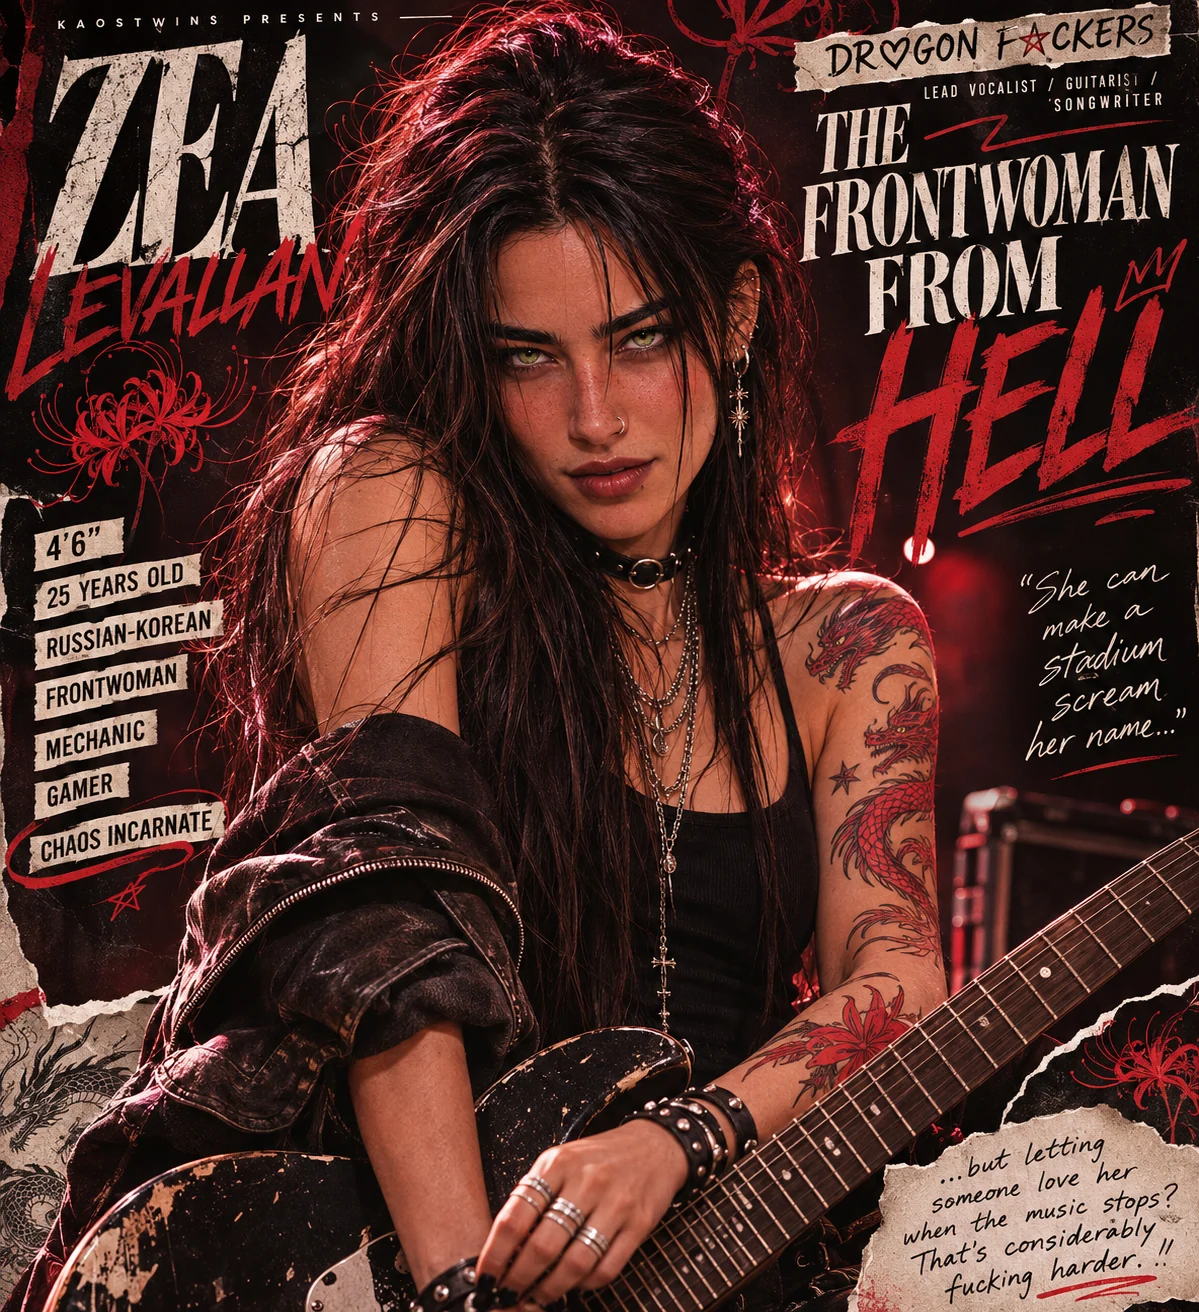 KAOSTWINS PRESENTS
ZEA
LEVALLAN
4'6"
25 YEARS OLD
RUSSIAN-KOREAN
FRONTWOMAN
MECHANIC
GAMER
CHAOS INCARNATE
DR♡GON F☆CKERS
LEAD VOCALIST / GUITARIST /
SONGWRITER
THE
FRONTWOMAN
FROM
HELL
"She can
make a
stadium
scream
her name..."
...but letting
someone love her
when the music stops?
That's considerably
fucking harder. !!